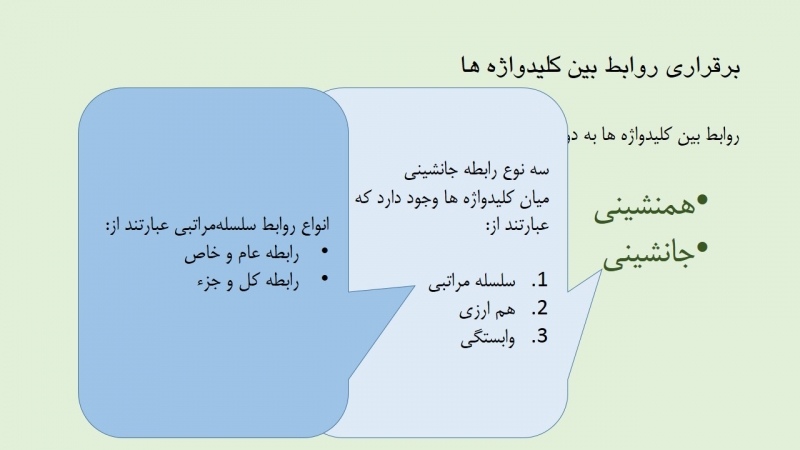 برقراری روابط بین کلیدواژه ها
روابط بین کلیدواژه ها به دو
•همنشینی
•جانشینی
سه نوع رابطه جانشینی
میان کلیدواژه ها وجود دارد که
عبارتند از:
1. سلسله مراتبی
2. هم ارزی
3. وابستگی
انواع روابط سلسله‌مراتبی عبارتند از:
• رابطه عام و خاص
• رابطه کل و جزء